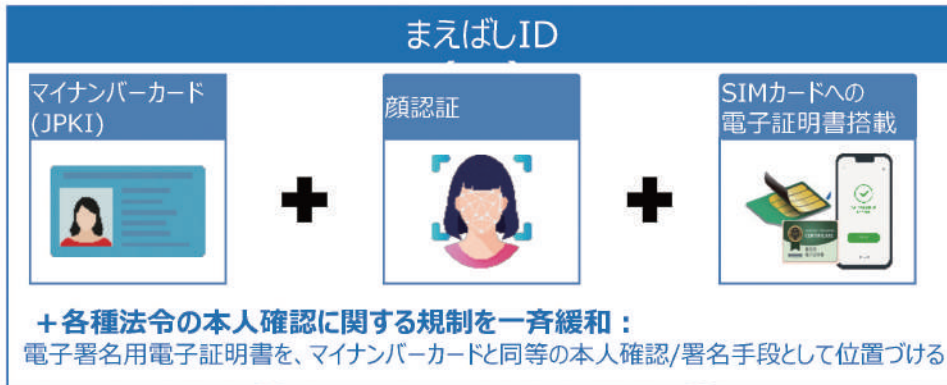 まえばしID
マイナンバーカード
(JPKI)
顔認証
SIMカードへの
電子証明書搭載
+各種法令の本人確認に関する規制を一斉緩和：
電子署名用電子証明書を、マイナンバーカードと同等の本人確認/署名手段として位置づける